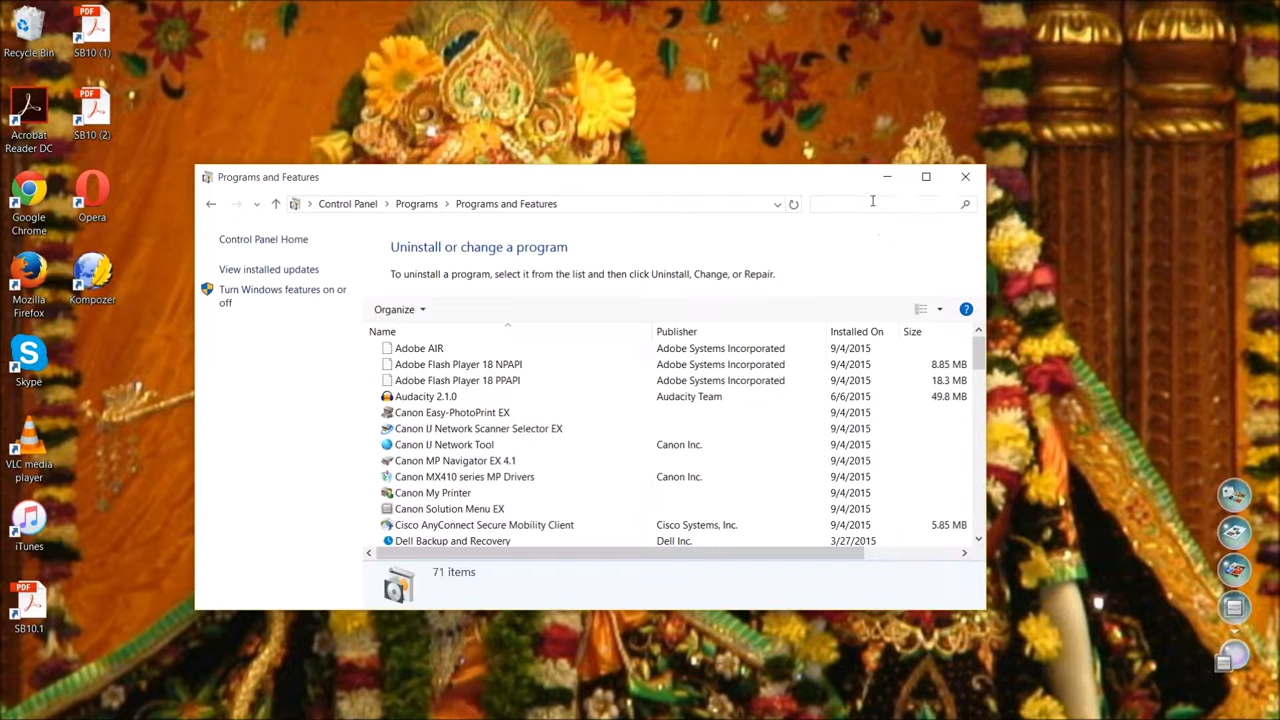 Recycle Bin
SB10 (1)
Acrobat
Reader DC
SB10 (2)
Google
Chrome
Opera
Mozilla
Firefox
Kompozer
Skype
VLC media
player
iTunes
SB10.1
Programs and Features
Control Panel > Programs > Programs and Features
Control Panel Home
View installed updates
Turn Windows features on or
off
Uninstall or change a program
To uninstall a program, select it from the list and then click Uninstall, Change, or Repair.
Organize
Name Publisher Installed On Size
Adobe AIR Adobe Systems Incorporated 9/4/2015
Adobe Flash Player 18 NPAPI Adobe Systems Incorporated 9/4/2015 8.85 MB
Adobe Flash Player 18 PPAPI Adobe Systems Incorporated 9/4/2015 18.3 MB
Audacity 2.1.0 Audacity Team 6/6/2015 49.8 MB
Canon Easy-PhotoPrint EX 9/4/2015
Canon IJ Network Scanner Selector EX 9/4/2015
Canon IJ Network Tool Canon Inc. 9/4/2015
Canon MP Navigator EX 4.1 9/4/2015
Canon MX410 series MP Drivers Canon Inc. 9/4/2015
Canon My Printer 9/4/2015
Canon Solution Menu EX 9/4/2015
Cisco AnyConnect Secure Mobility Client Cisco Systems, Inc. 9/4/2015 5.85 MB
Dell Backup and Recovery Dell Inc. 3/27/2015
71 items